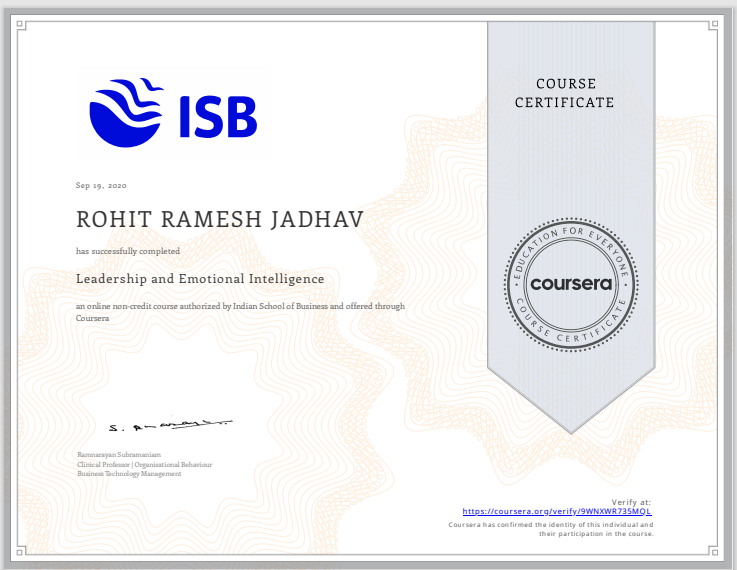 ISB
COURSE
CERTIFICATE
Sep 19, 2020
ROHIT RAMESH JADHAV
has successfully completed
Leadership and Emotional Intelligence
an online non-credit course authorized by Indian School of Business and offered through
Coursera
EDUCATION FOR EVERYONE
coursera
COURSE CERTIFICATE
S.
Ramnarayan Subramaniam
Clinical Professor | Organisational Behaviour
Business Technology Management
Verify at:
https://coursera.org/verify/9WNXWR735MQL
Coursera has confirmed the identity of this individual and
their participation in the course.